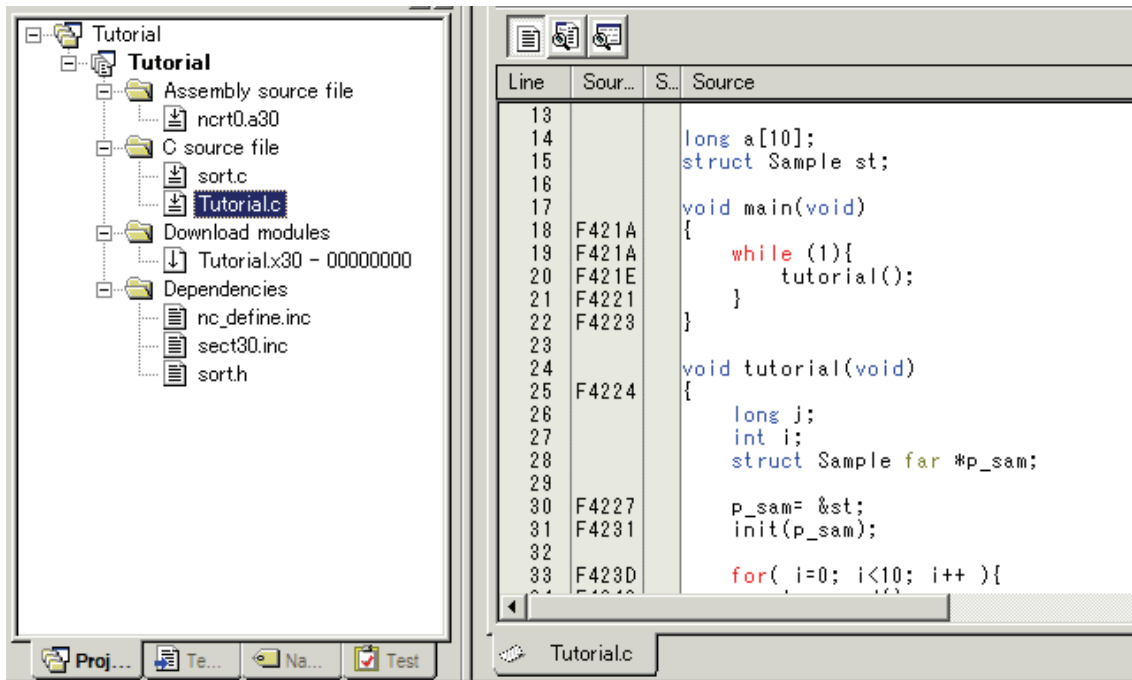 Tutorial
Tutorial
Assembly source file
ncrt0.a30
C source file
sort.c
Tutorial.c
Download modules
Tutorial.x30 - 00000000
Dependencies
nc_define.inc
sect30.inc
sort.h
Proj...
Te...
Na...
Test
Line Sour... S... Source
13
14 long a[10];
15 struct Sample st;
16
17 void main(void)
18 F421A {
19 F421A while (1){
20 F421E tutorial();
21 F4221 }
22 F4223 }
23
24 void tutorial(void)
25 F4224 {
26 long j;
27 int i;
28 struct Sample far *p_sam;
29
30 F4227 p_sam= &st;
31 F4231 init(p_sam);
32
33 F423D for( i=0; i<10; i++ ){
Tutorial.c